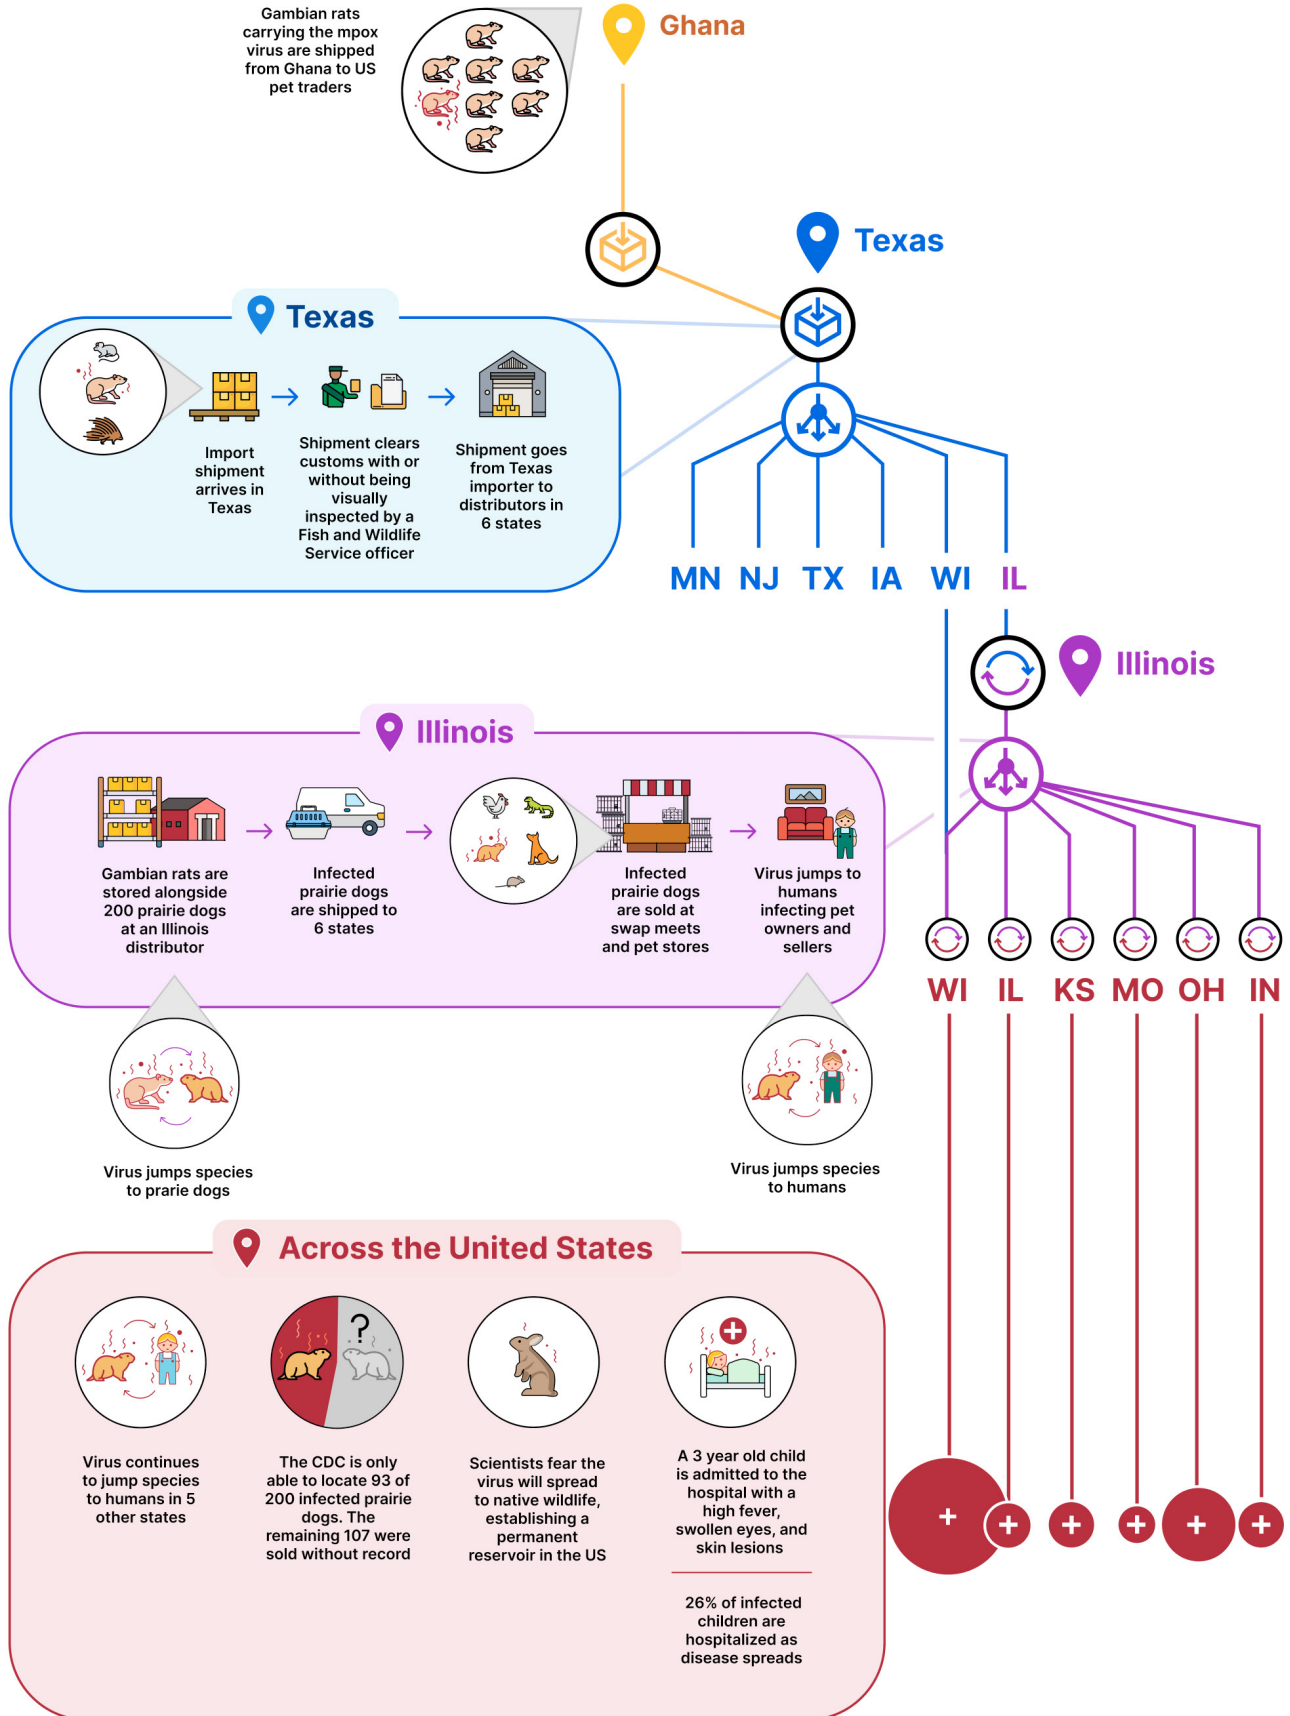 Gambian rats
carrying the mpox
virus are shipped
from Ghana to US
pet traders
Ghana
Texas
Texas
Import
shipment
arrives in
Texas
Shipment clears
customs with or
without being
visually
inspected by a
Fish and Wildlife
Service officer
Shipment goes
from Texas
importer to
distributors in
6 states
MN NJ TX IA WI IL
Illinois
Illinois
Gambian rats are
stored alongside
200 prairie dogs
at an Illinois
distributor
Infected
prairie dogs
are shipped to
6 states
Infected
prairie dogs
are sold at
swap meets
and pet stores
Virus jumps to
humans
infecting pet
owners and
sellers
WI IL KS MO OH IN
Virus jumps species
to prarie dogs
Virus jumps species
to humans
Across the United States
?
Virus continues
to jump species
to humans in 5
other states
The CDC is only
able to locate 93 of
200 infected prairie
dogs. The
remaining 107 were
sold without record
Scientists fear the
virus will spread
to native wildlife,
establishing a
permanent
reservoir in the US
A 3 year old child
is admitted to the
hospital with a
high fever,
swollen eyes, and
skin lesions
26% of infected
children are
hospitalized as
disease spreads